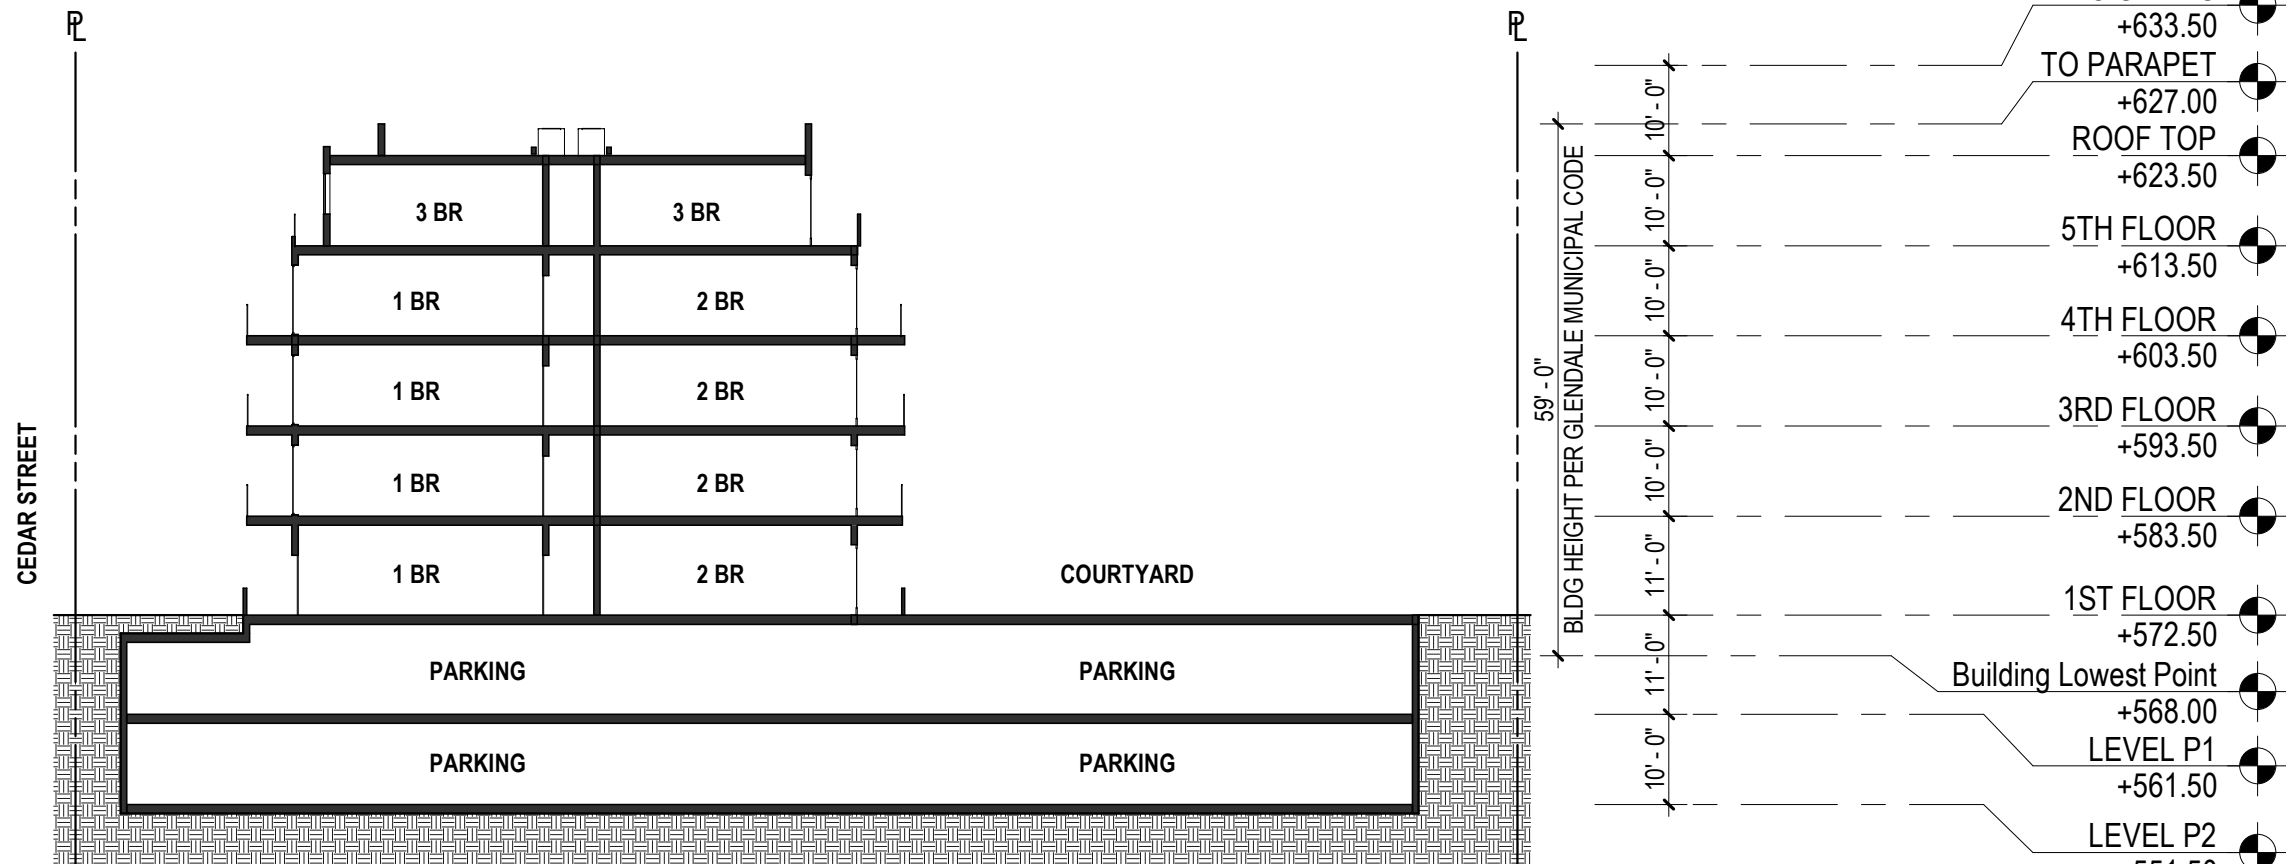 PL
PL
+633.50
TO PARAPET
+627.00
ROOF TOP
+623.50
5TH FLOOR
+613.50
4TH FLOOR
+603.50
3RD FLOOR
+593.50
2ND FLOOR
+583.50
1ST FLOOR
+572.50
Building Lowest Point
+568.00
LEVEL P1
+561.50
LEVEL P2
10' - 0"
10' - 0"
10' - 0"
10' - 0"
10' - 0"
11' - 0"
11' - 0"
10' - 0"
59' - 0"
BLDG HEIGHT PER GLENDALE MUNICIPAL CODE
CEDAR STREET
3 BR 3 BR
1 BR 2 BR
1 BR 2 BR
1 BR 2 BR
1 BR 2 BR
COURTYARD
PARKING PARKING
PARKING PARKING